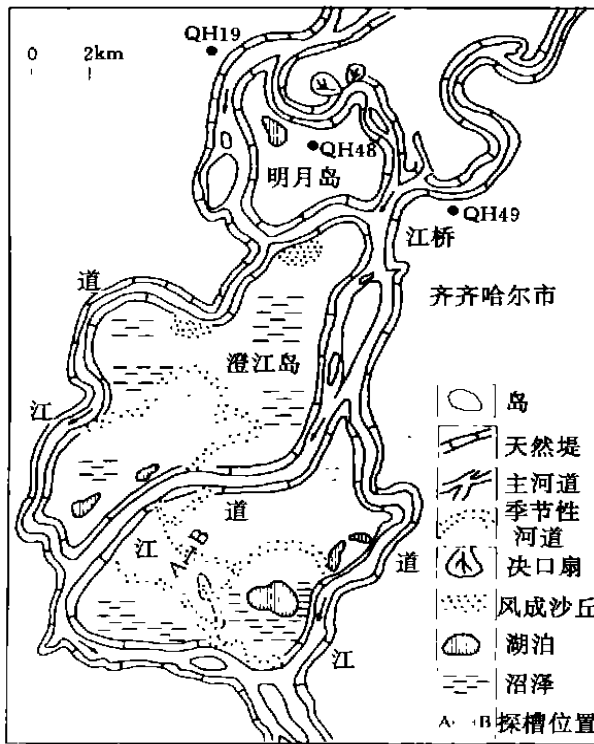 QH19
0 2km
QH48
明月岛
QH49
江桥
道
齐齐哈尔市
澄江岛
江
道
江
A B
道
江
岛
天然堤
主河道
季节性
河道
决口扇
风成沙丘
湖泊
沼泽
A B 探槽位置